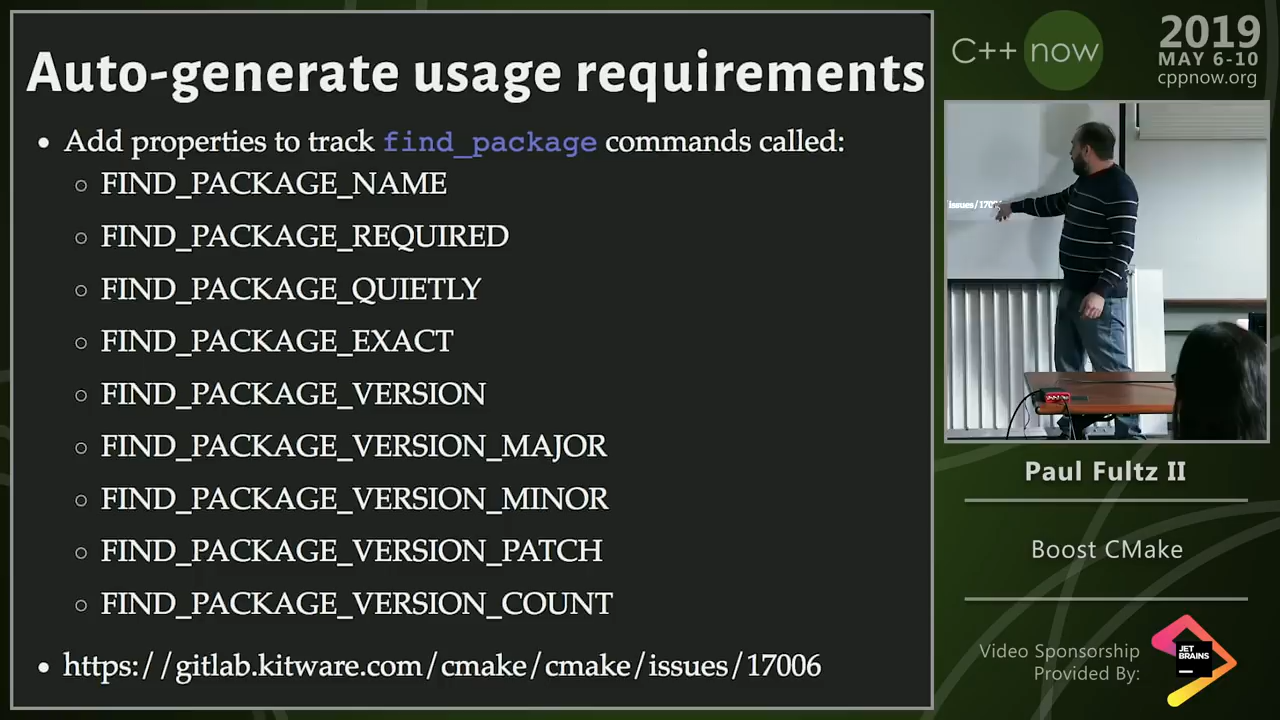 Auto-generate usage requirements
• Add properties to track find_package commands called:
○ FIND_PACKAGE_NAME
○ FIND_PACKAGE_REQUIRED
○ FIND_PACKAGE_QUIETLY
○ FIND_PACKAGE_EXACT
○ FIND_PACKAGE_VERSION
○ FIND_PACKAGE_VERSION_MAJOR
○ FIND_PACKAGE_VERSION_MINOR
○ FIND_PACKAGE_VERSION_PATCH
○ FIND_PACKAGE_VERSION_COUNT
• https://gitlab.kitware.com/cmake/cmake/issues/17006
C++ now
2019
MAY 6-10
cppnow.org
Paul Fultz II
Boost CMake
Video Sponsorship
Provided By:
JET
BRAINS